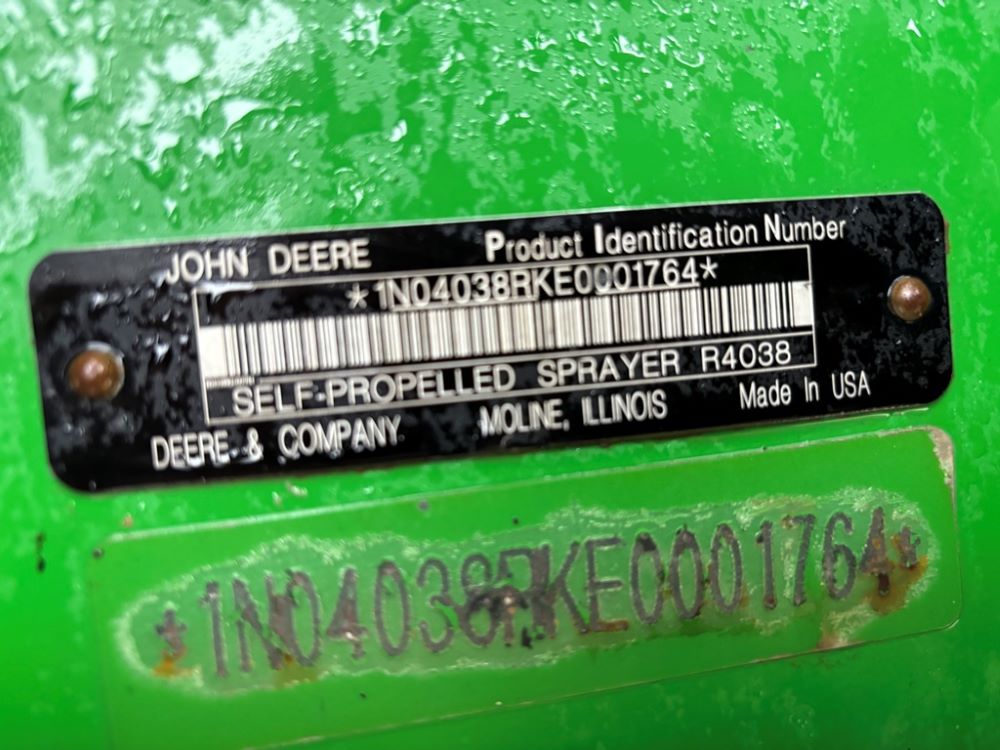 JOHN DEERE Product Identification Number
*1N04038RKE0001764*
SELF-PROPELLED SPRAYER R4038
DEERE & COMPANY MOLINE, ILLINOIS Made In USA
*1N04038RKE0001764*